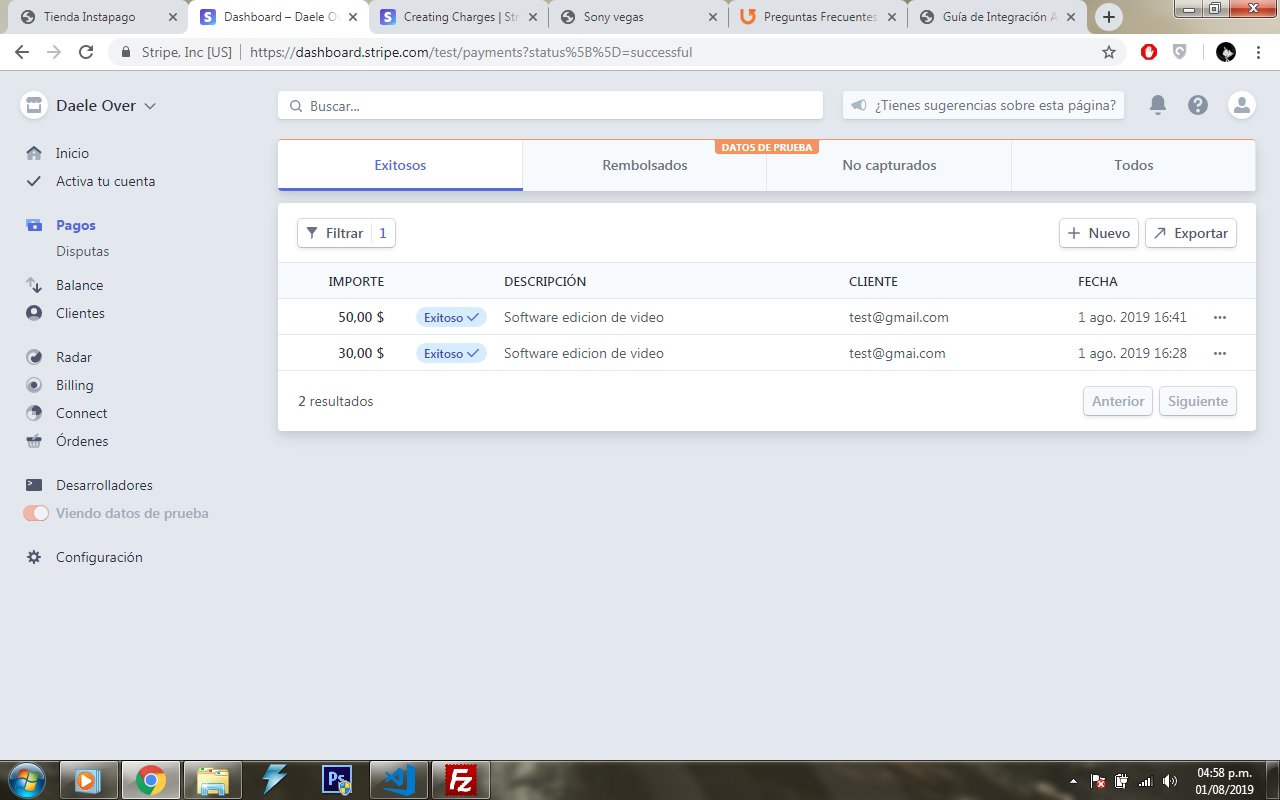 Tienda Instapago
Dashboard – Daele Ov
Creating Charges | Str
Sony vegas
Preguntas Frecuentes
Guía de Integración A
Stripe, Inc [US] | https://dashboard.stripe.com/test/payments?status%5B%5D=successful
Daele Over
Buscar...
¿Tienes sugerencias sobre esta página?
Inicio
Activa tu cuenta
Pagos
Disputas
Balance
Clientes
Radar
Billing
Connect
Órdenes
Desarrolladores
Viendo datos de prueba
Configuración
DATOS DE PRUEBA
Exitosos Rembolsados No capturados Todos
Filtrar 1 Nuevo Exportar
IMPORTE DESCRIPCIÓN CLIENTE FECHA
50,00 $ Exitoso Software edicion de video test@gmail.com 1 ago. 2019 16:41
30,00 $ Exitoso Software edicion de video test@gmai.com 1 ago. 2019 16:28
2 resultados Anterior Siguiente
Ps
Fz
04:58 p.m.
01/08/2019